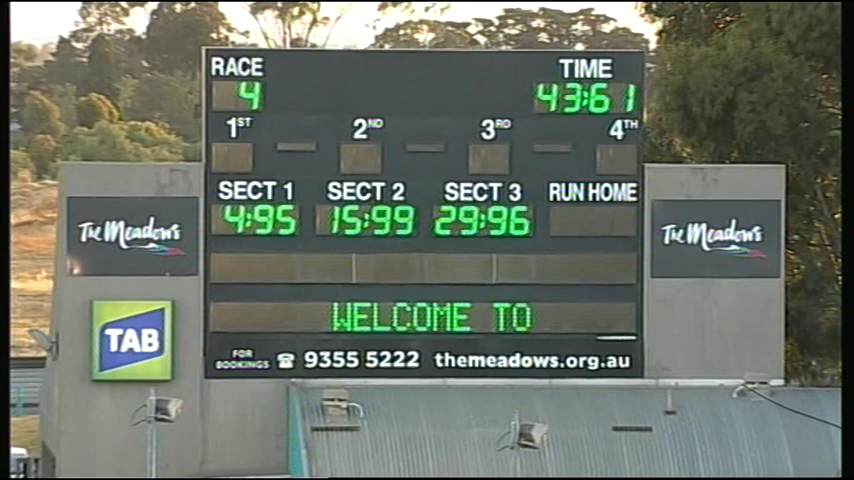 RACE TIME
4 43:61
1ST 2ND 3RD 4TH
SECT 1 SECT 2 SECT 3 RUN HOME
4:95 15:99 29:96
The Meadows The Meadows
WELCOME TO
TAB
FOR BOOKINGS ☎ 9355 5222 themeadows.org.au